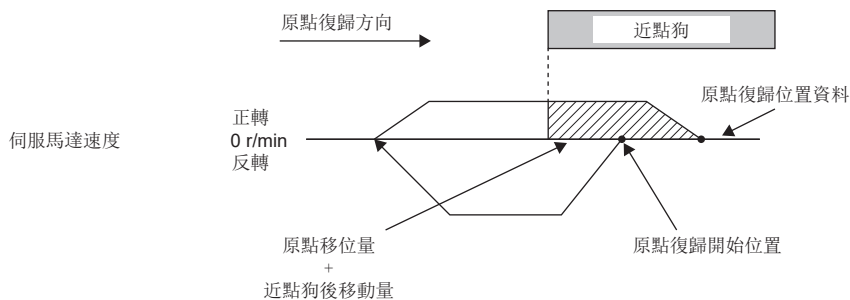 原點復歸方向
近點狗
原點復歸位置資料
正轉
伺服馬達速度
0 r/min
反轉
原點移位量
+
近點狗後移動量
原點復歸開始位置